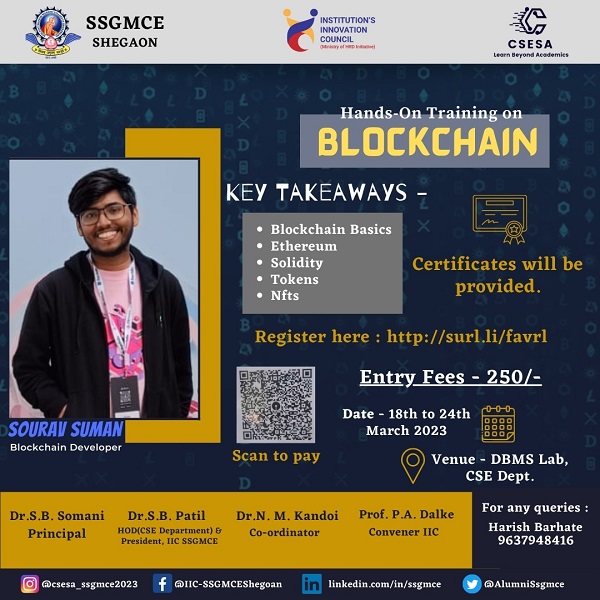 SSGMCE
SHEGAON
INSTITUTION'S
INNOVATION
COUNCIL
(Ministry of HRD Initiative)
CSESA
Learn Beyond Academics
Hands-On Training on
BLOCKCHAIN
KEY TAKEAWAYS –
• Blockchain Basics
• Ethereum
• Solidity
• Tokens
• Nfts
Certificates will be
provided.
Register here : http://surl.li/favrl
Entry Fees - 250/-
Date - 18th to 24th
March 2023
SOURAV SUMAN
Blockchain Developer
Scan to pay
Venue - DBMS Lab,
CSE Dept.
Dr.S.B. Somani
Principal
Dr.S.B. Patil
HOD(CSE Department) &
President, IIC SSGMCE
Dr.N. M. Kandoi
Co-ordinator
Prof. P.A. Dalke
Convener IIC
For any queries :
Harish Barhate
9637948416
@csesa_ssgmce2023
@IIC-SSGMCEShegoan
linkedin.com/in/ssgmce
@AlumniSsgmce